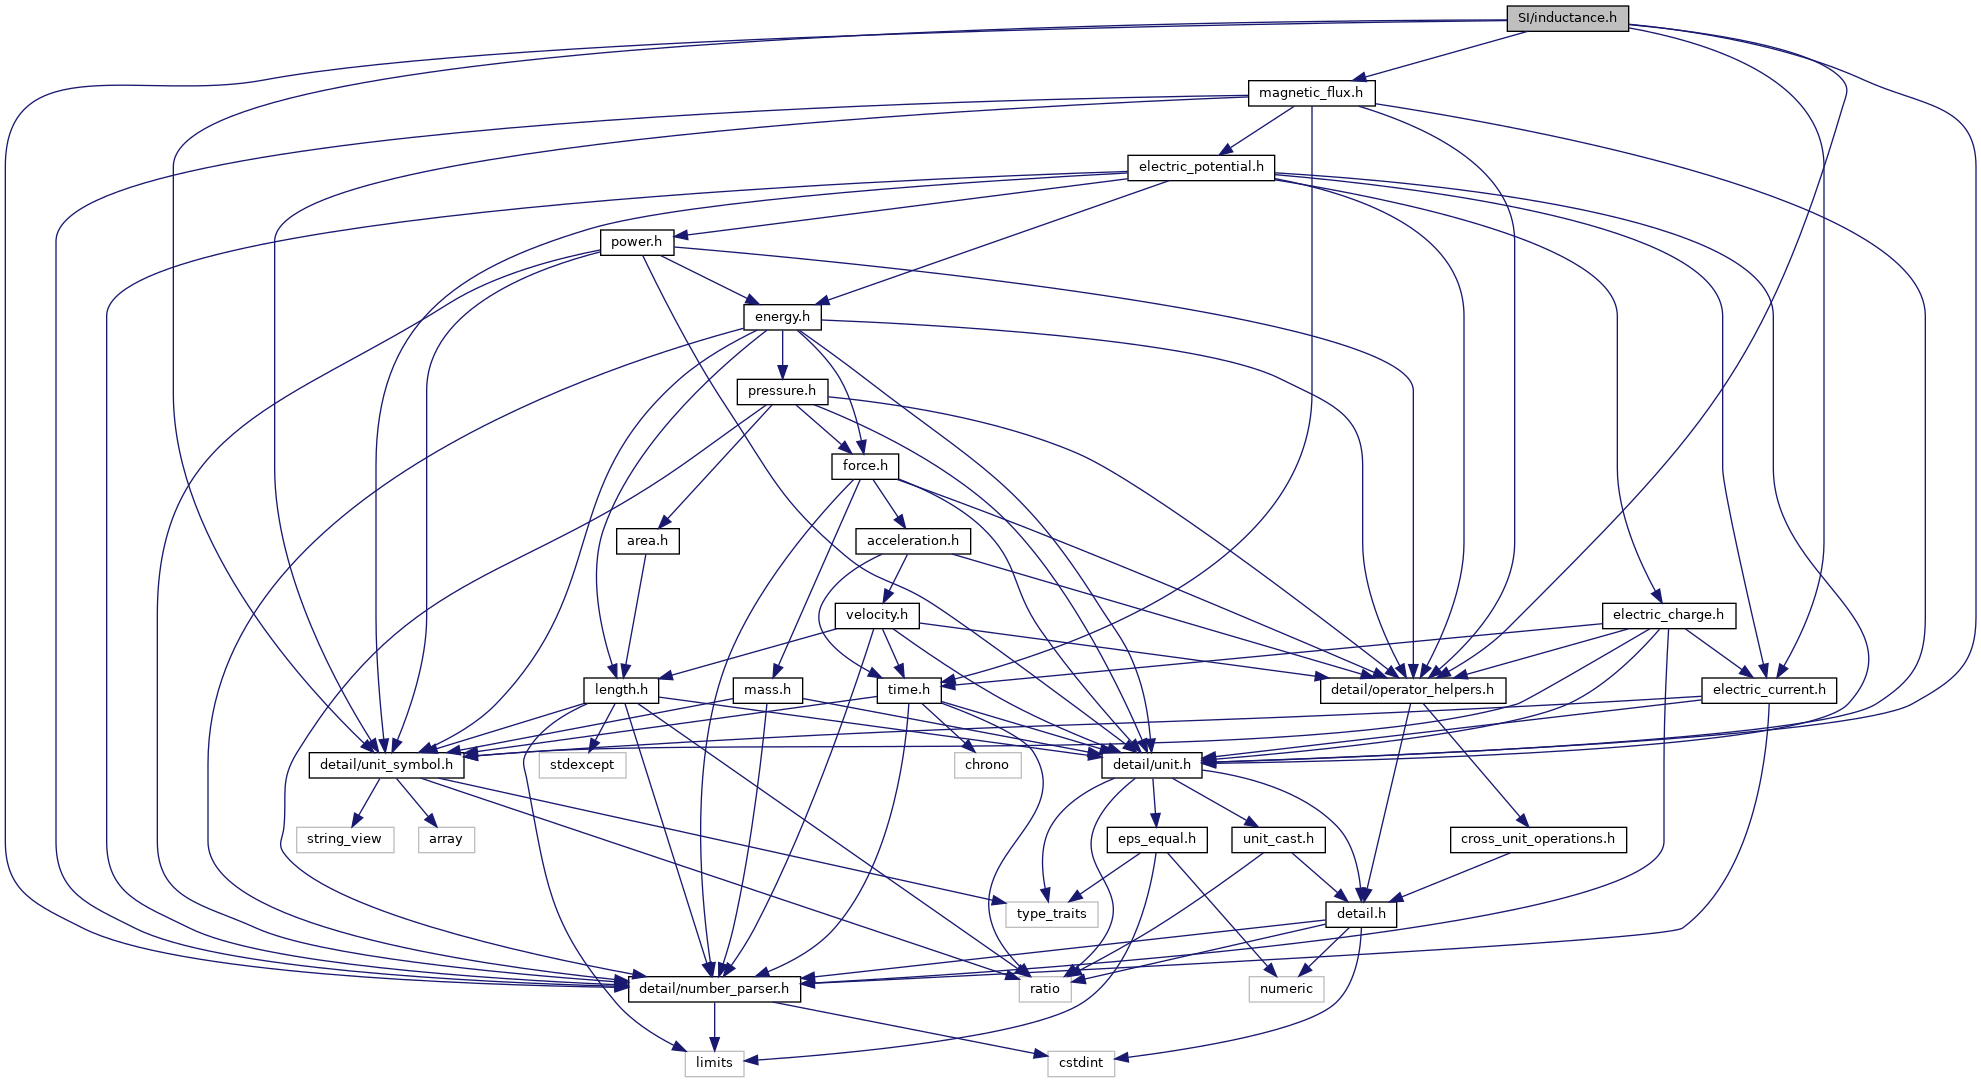 SI/inductance.h
magnetic_flux.h
electric_potential.h
power.h
energy.h
pressure.h
force.h
area.h
acceleration.h
velocity.h
electric_charge.h
length.h
mass.h
time.h
detail/operator_helpers.h
electric_current.h
detail/unit_symbol.h
stdexcept
chrono
detail/unit.h
string_view
array
eps_equal.h
unit_cast.h
cross_unit_operations.h
type_traits
detail.h
detail/number_parser.h
ratio
numeric
limits
cstdint